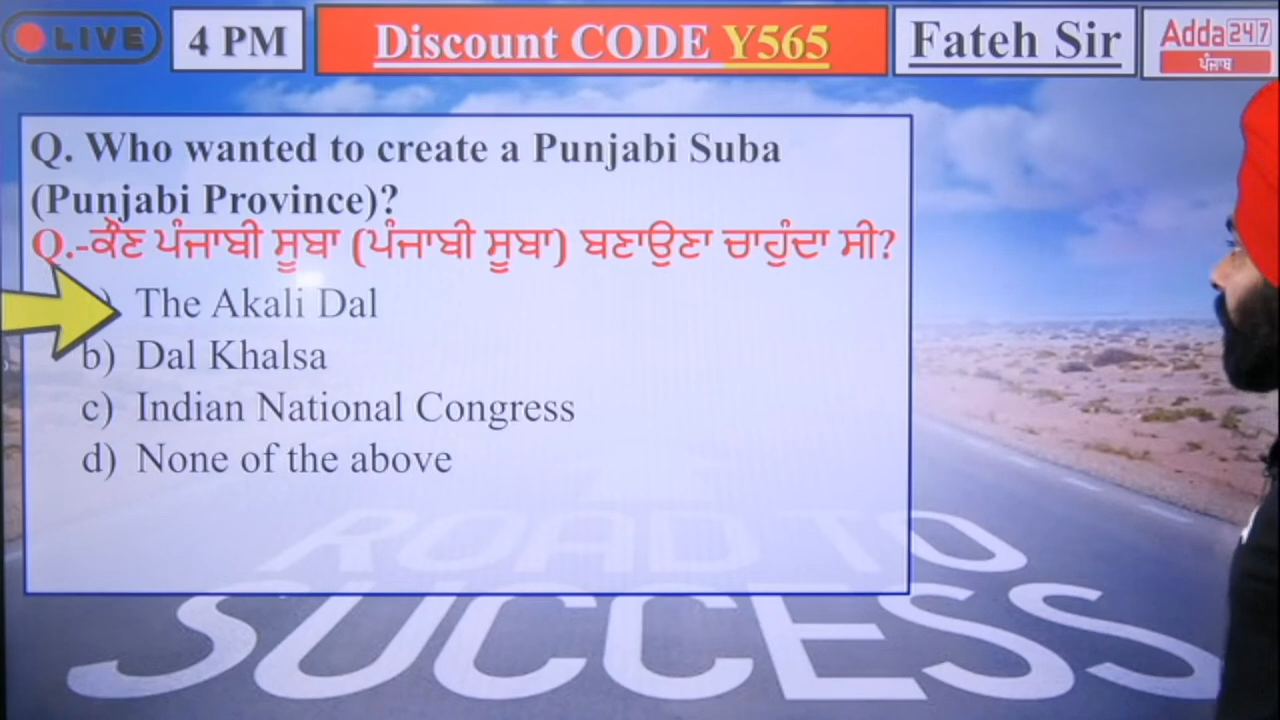 LIVE
4 PM
Discount CODE Y565
Fateh Sir
Adda247
ਪੰਜਾਬ
Q. Who wanted to create a Punjabi Suba
(Punjabi Province)?
Q.-ਕੌਣ ਪੰਜਾਬੀ ਸੂਬਾ (ਪੰਜਾਬੀ ਸੂਬਾ) ਬਣਾਉਣਾ ਚਾਹੁੰਦਾ ਸੀ?
) The Akali Dal
b) Dal Khalsa
c) Indian National Congress
d) None of the above
ROAD TO
SUCCESS